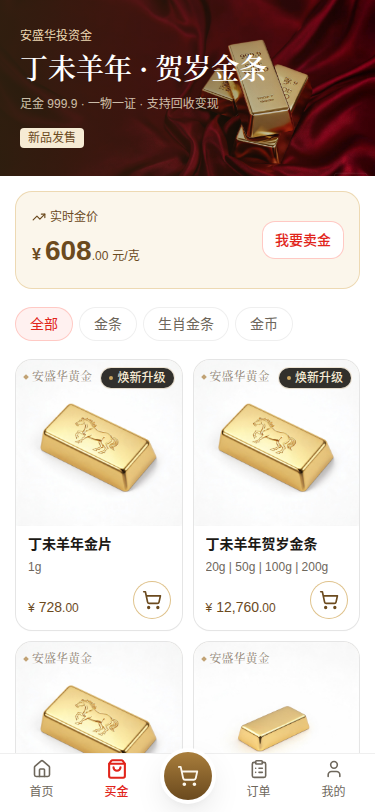 安盛华投资金
丁未羊年 · 贺岁金条
足金 999.9 · 一物一证 · 支持回收变现
新品发售
实时金价
¥ 608.00 元/克
我要卖金
全部
金条
生肖金条
金币
安盛华黄金
• 焕新升级
安盛华黄金
• 焕新升级
丁未羊年金片
1g
¥ 728.00
丁未羊年贺岁金条
20g | 50g | 100g | 200g
¥ 12,760.00
安盛华黄金
安盛华黄金
首页
买金
订单
我的